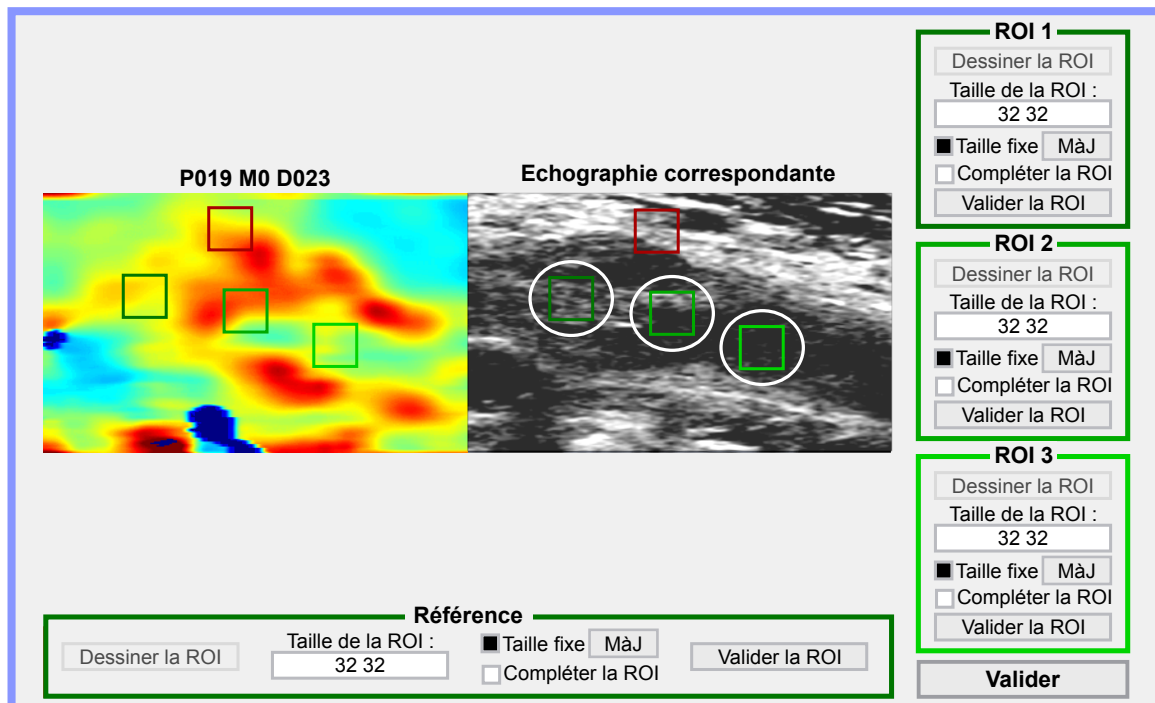 P019 M0 D023
Echographie correspondante
ROI 1
Dessiner la ROI
Taille de la ROI :
32 32
Taille fixe MàJ
Compléter la ROI
Valider la ROI
ROI 2
Dessiner la ROI
Taille de la ROI :
32 32
Taille fixe MàJ
Compléter la ROI
Valider la ROI
ROI 3
Dessiner la ROI
Taille de la ROI :
32 32
Taille fixe MàJ
Compléter la ROI
Valider la ROI
Référence
Dessiner la ROI
Taille de la ROI :
32 32
Taille fixe MàJ
Compléter la ROI
Valider la ROI
Valider